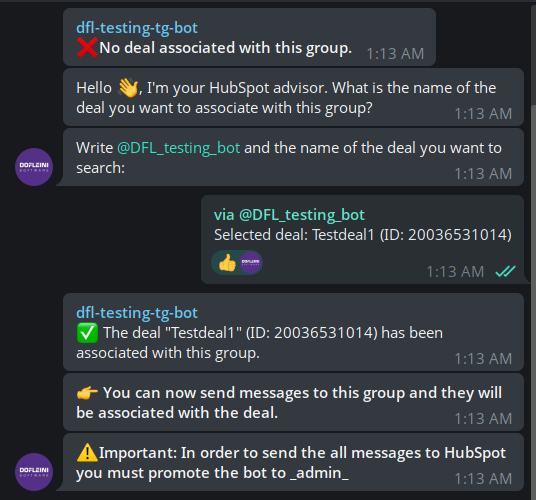 dfl-testing-tg-bot
❌No deal associated with this group. 1:13 AM
Hello 👋, I'm your HubSpot advisor. What is the name of the
deal you want to associate with this group? 1:13 AM
Write @DFL_testing_bot and the name of the deal you want to
search: 1:13 AM
DOFLEINI
SOFTWARE
via @DFL_testing_bot
Selected deal: Testdeal1 (ID: 20036531014)
👍 DOFLEINI
1:13 AM
dfl-testing-tg-bot
✅ The deal "Testdeal1" (ID: 20036531014) has been
associated with this group. 1:13 AM
👉 You can now send messages to this group and they will
be associated with the deal. 1:13 AM
⚠️Important: In order to send the all messages to HubSpot
you must promote the bot to _admin_ 1:13 AM
DOFLEINI
SOFTWARE